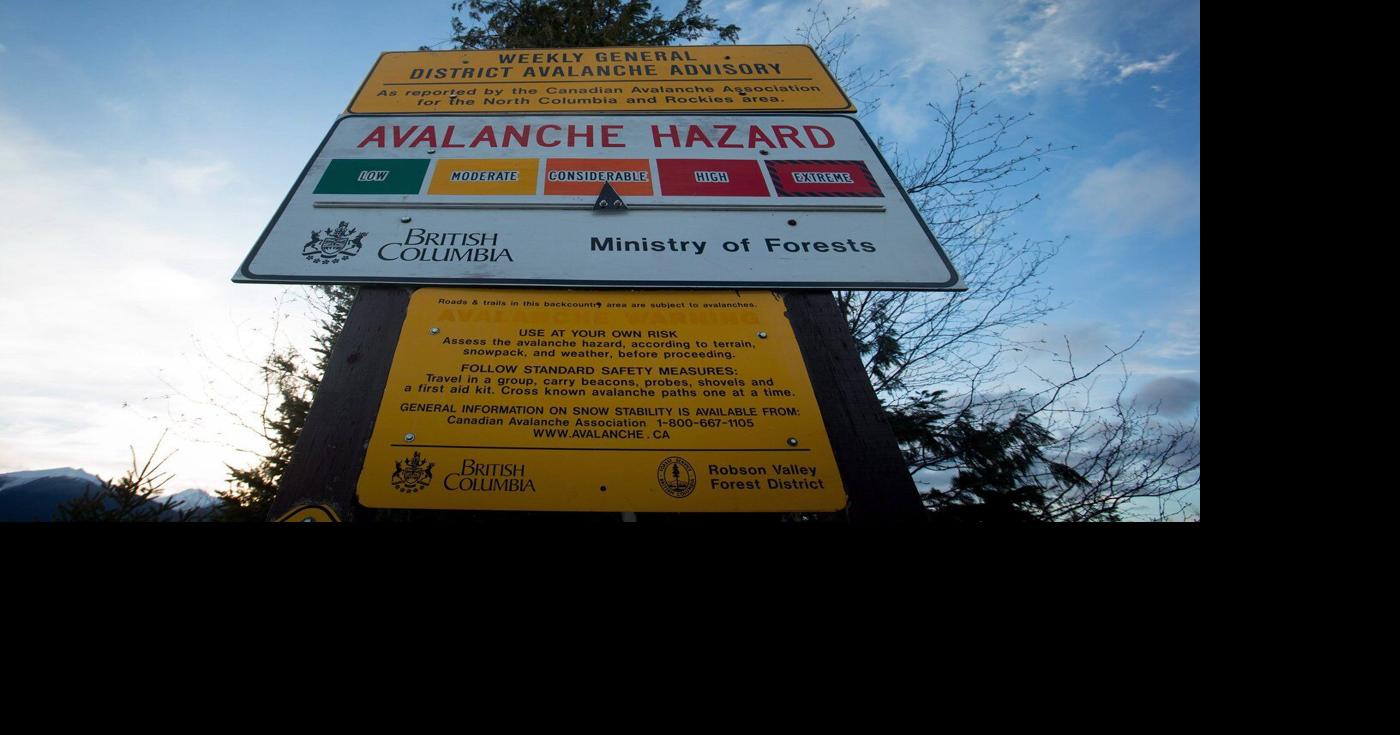 WEEKLY GENERAL
DISTRICT AVALANCHE ADVISORY
As reported by the Canadian Avalanche Association
for the North Columbia and Rockies area.
AVALANCHE HAZARD
LOW MODERATE CONSIDERABLE HIGH EXTREME
BRITISH
COLUMBIA
Ministry of Forests
Roads & trails in this backcountry area are subject to avalanches.
AVALANCHE WARNING
USE AT YOUR OWN RISK
Assess the avalanche hazard, according to terrain,
snowpack, and weather, before proceeding.
FOLLOW STANDARD SAFETY MEASURES:
Travel in a group, carry beacons, probes, shovels and
a first aid kit. Cross known avalanche paths one at a time.
GENERAL INFORMATION ON SNOW STABILITY IS AVAILABLE FROM:
Canadian Avalanche Association 1-800-667-1105
WWW.AVALANCHE.CA
BRITISH
COLUMBIA
Robson Valley
Forest District